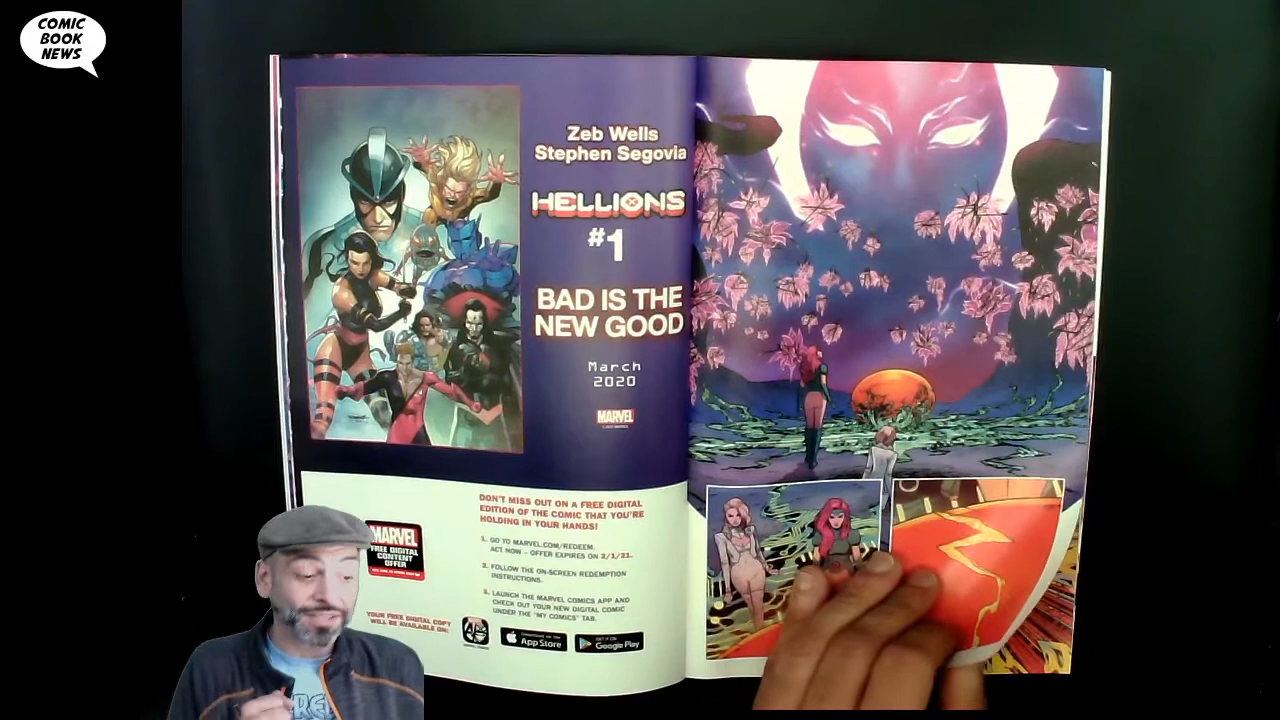 COMIC
BOOK
NEWS
Zeb Wells
Stephen Segovia
HELLIONS
#1
BAD IS THE
NEW GOOD
March
2020
MARVEL
DON'T MISS OUT ON A FREE DIGITAL
EDITION OF THE COMIC THAT YOU'RE
HOLDING IN YOUR HANDS!
1. GO TO MARVEL.COM/REDEEM.
ACT NOW – OFFER EXPIRES ON 2/1/21.
2. FOLLOW THE ON-SCREEN REDEMPTION
INSTRUCTIONS.
3. LAUNCH THE MARVEL COMICS APP AND
CHECK OUT YOUR NEW DIGITAL COMIC
UNDER THE "MY COMICS" TAB.
MARVEL
FREE DIGITAL
CONTENT
OFFER
YOUR FREE DIGITAL COPY
WILL BE AVAILABLE ON:
App Store
GET IT ON
Google Play